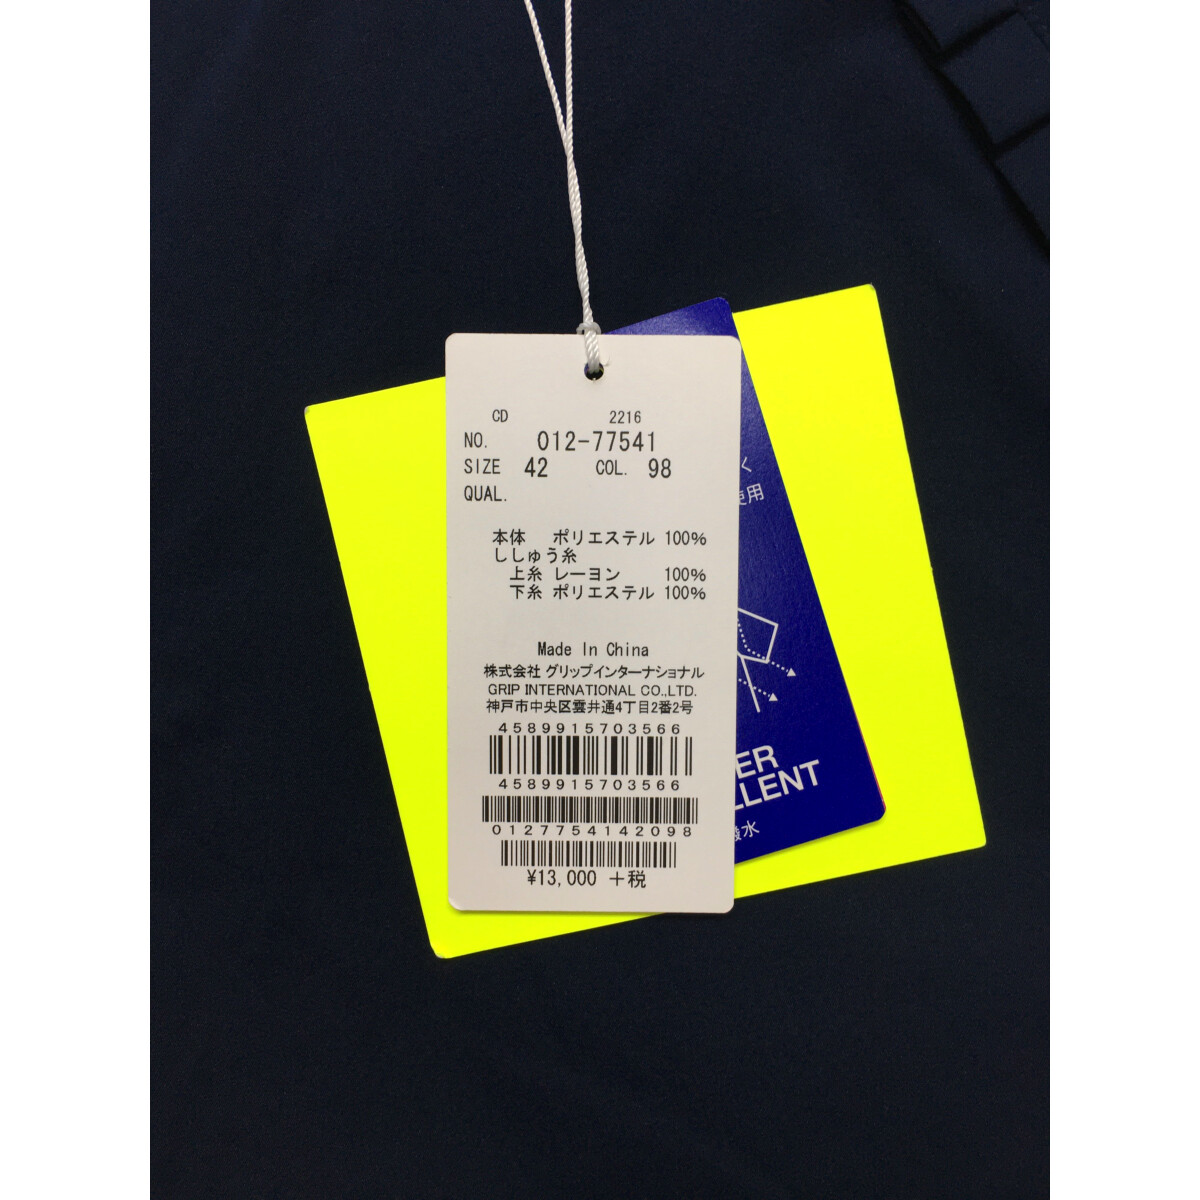 CD 2216
NO. 012-77541
SIZE 42 COL. 98
QUAL.
本体 ポリエステル 100%
ししゅう糸
上糸 レーヨン 100%
下糸 ポリエステル 100%
Made In China
株式会社 グリップインターナショナル
GRIP INTERNATIONAL CO.,LTD.
神戸市中央区雲井通4丁目2番2号
4589915703566
4589915703566
0127754142098
¥13,000 +税
く
使用
ER
LLENT
撥水